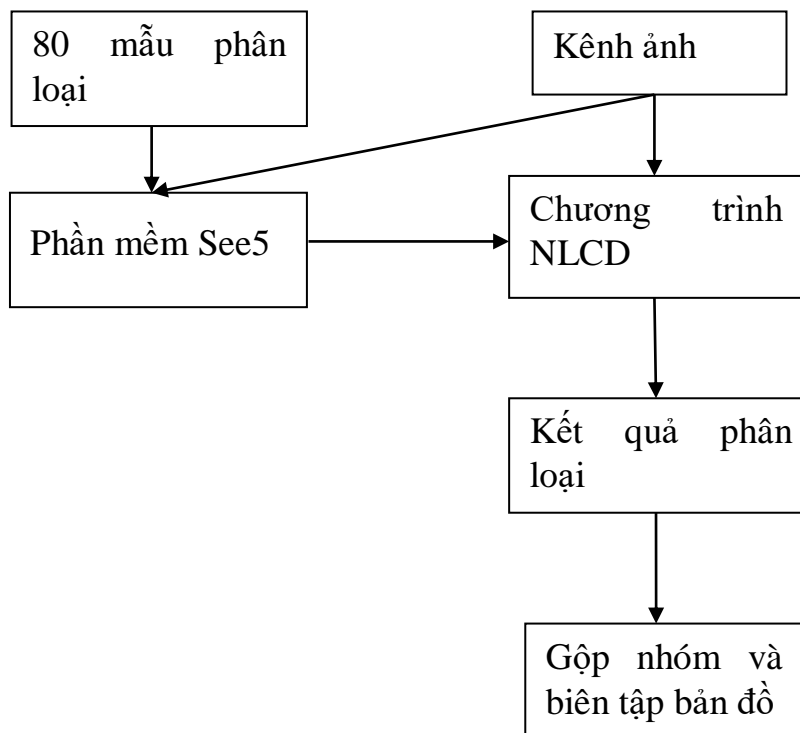 80 mẫu phân
loại
Kênh ảnh
Phần mềm See5
Chương trình
NLCD
Kết quả phân
loại
Gộp nhóm và
biên tập bản đồ